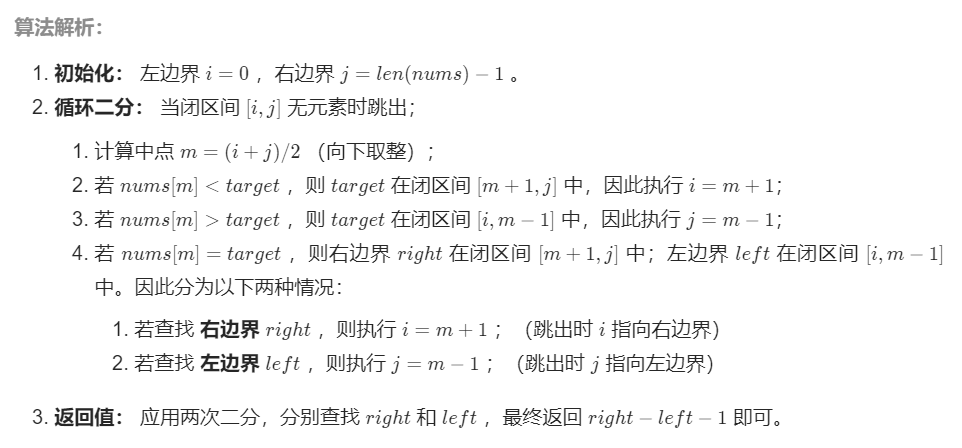 算法解析：
1. 初始化： 左边界 i = 0 ，右边界 j = len(nums) − 1 。
2. 循环二分： 当闭区间 [i, j] 无元素时跳出；
1. 计算中点 m = (i + j)/2 （向下取整）；
2. 若 nums[m] < target ，则 target 在闭区间 [m + 1, j] 中，因此执行 i = m + 1；
3. 若 nums[m] > target ，则 target 在闭区间 [i, m − 1] 中，因此执行 j = m − 1；
4. 若 nums[m] = target ，则右边界 right 在闭区间 [m + 1, j] 中；左边界 left 在闭区间 [i, m − 1]
中。因此分为以下两种情况：
1. 若查找 右边界 right ，则执行 i = m + 1 ；（跳出时 i 指向右边界）
2. 若查找 左边界 left ，则执行 j = m − 1 ；（跳出时 j 指向左边界）
3. 返回值： 应用两次二分，分别查找 right 和 left ，最终返回 right − left − 1 即可。